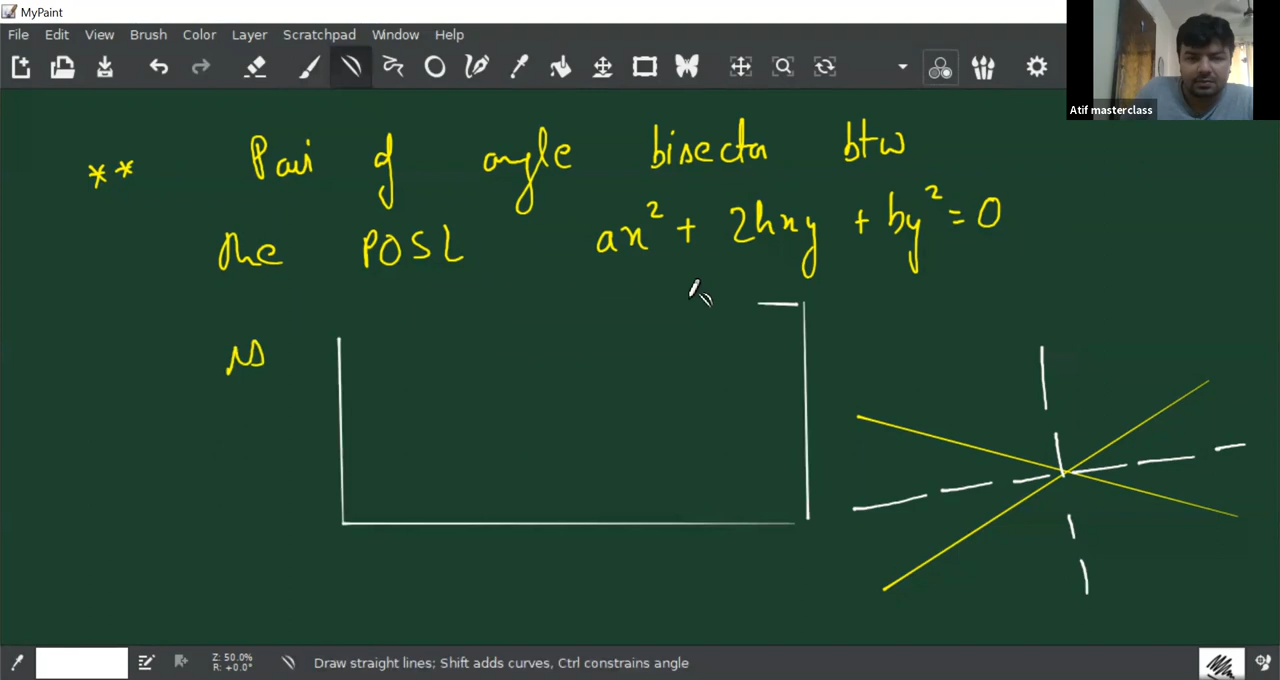 MyPaint
File Edit View Brush Color Layer Scratchpad Window Help
Atif masterclass
** Pair of angle bisector btw
the POSL ax² + 2hxy + by² = 0
is
Z: 50.0%
R: +0.0°
Draw straight lines; Shift adds curves, Ctrl constrains angle